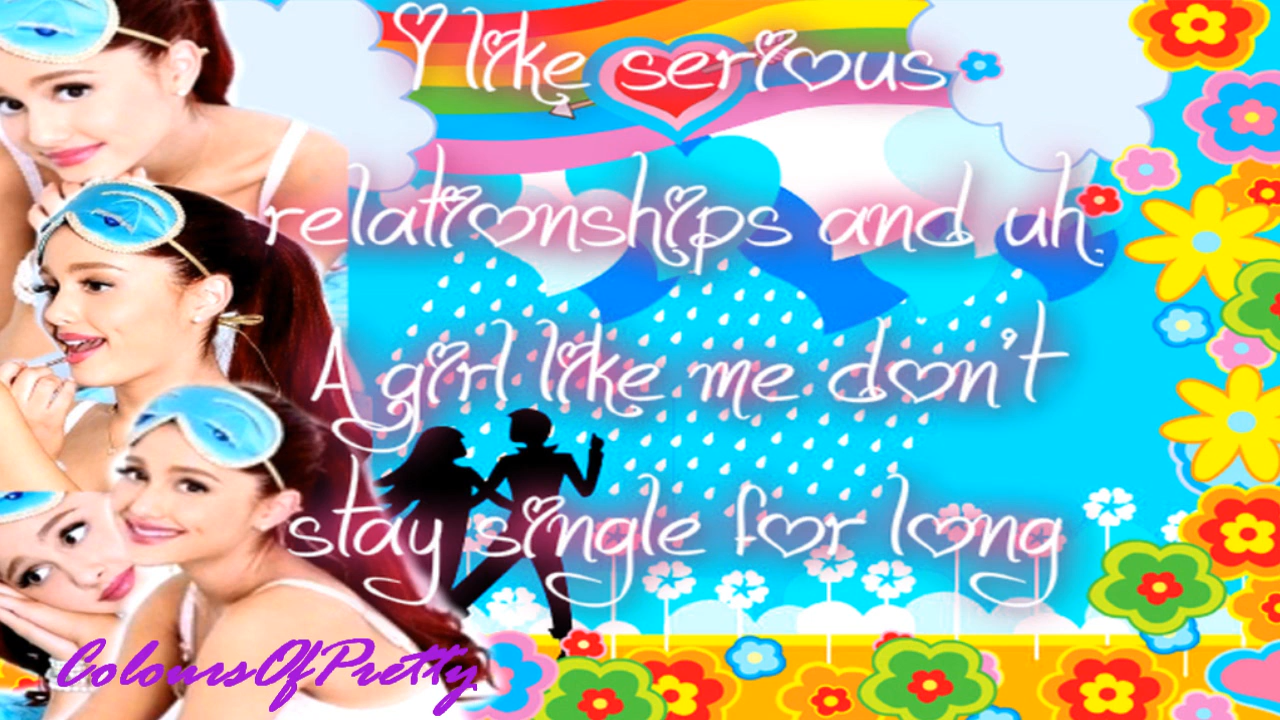 I like serious
relationships and uh
A girl like me don't
stay single for long
ColoursOfPretty